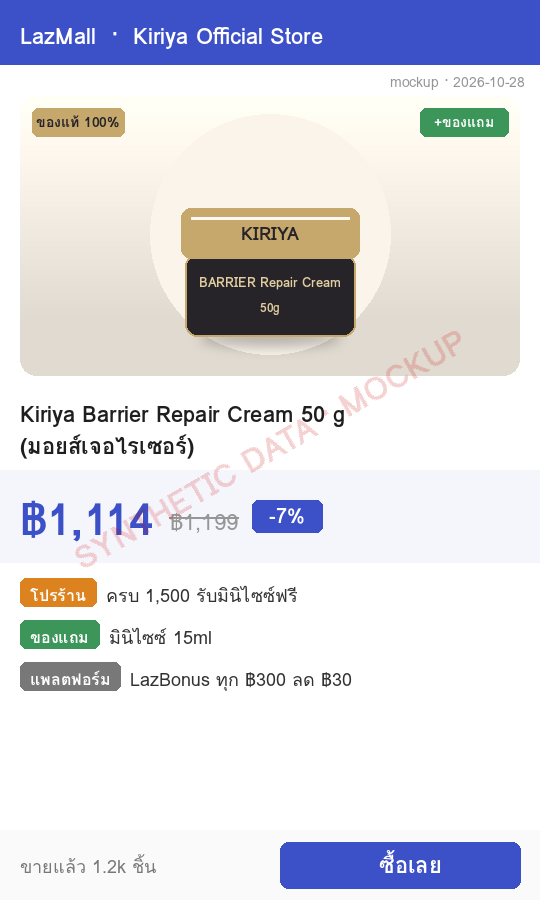 LazMall · Kiriya Official Store
mockup · 2026-10-28
ของแท้ 100%
+ของแถม
KIRIYA
BARRIER Repair Cream
50g
Kiriya Barrier Repair Cream 50 g
(มอยส์เจอไรเซอร์)
฿1,114 ฿1,199 -7%
SYNTHETIC DATA · MOCKUP
โปรร้าน ครบ 1,500 รับมินิไซซ์ฟรี
ของแถม มินิไซซ์ 15ml
แพลตฟอร์ม LazBonus ทุก ฿300 ลด ฿30
ขายแล้ว 1.2k ชิ้น
ซื้อเลย